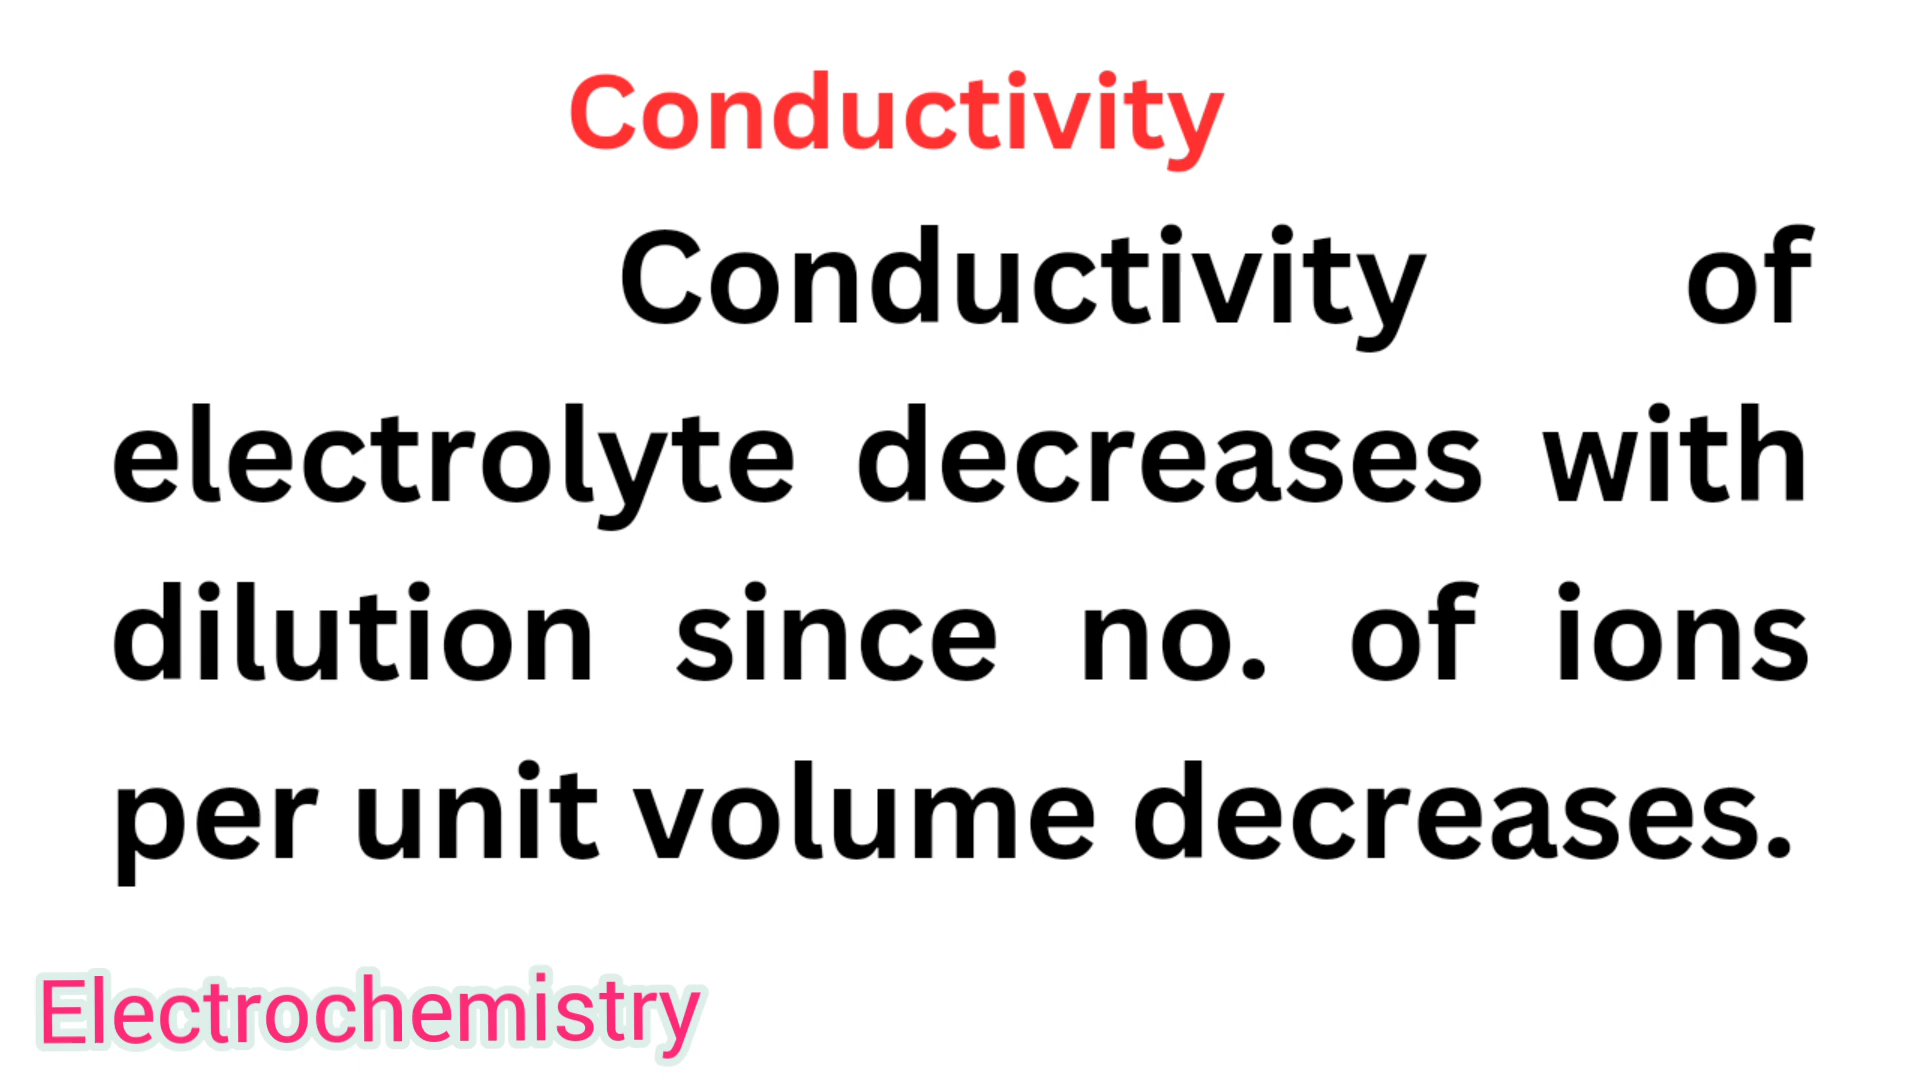 Conductivity
Conductivity of
electrolyte decreases with
dilution since no. of ions
per unit volume decreases.
Electrochemistry